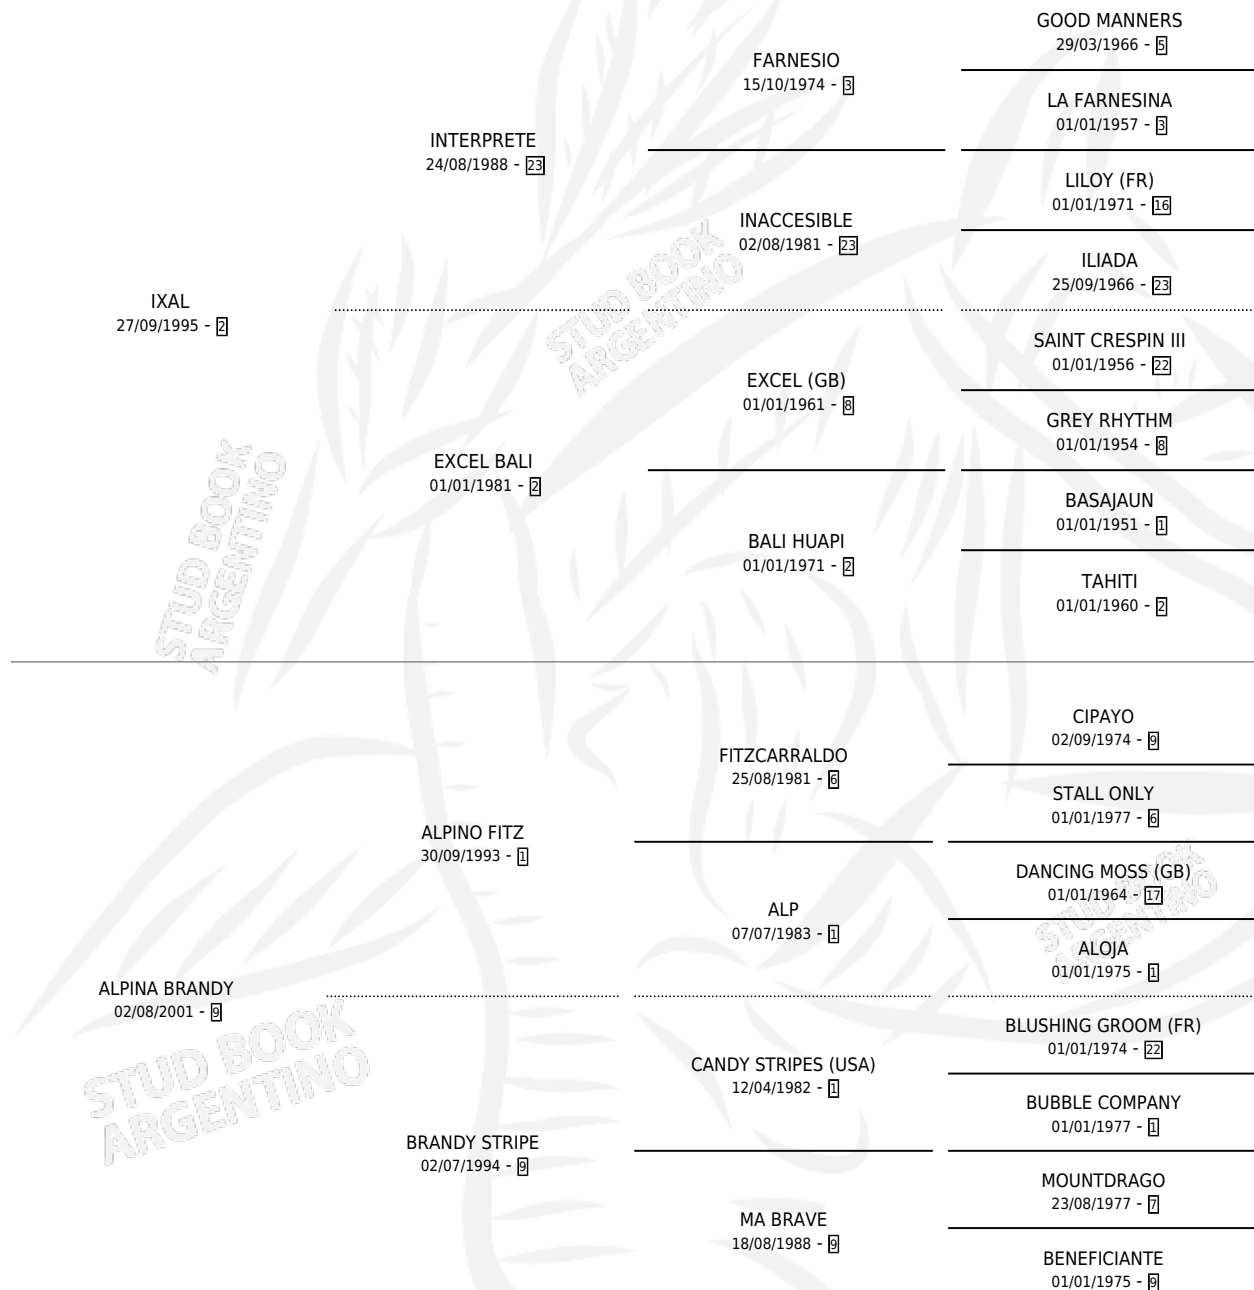 GOOD MANNERS
29/03/1966 - 5
FARNESIO
15/10/1974 - 3
LA FARNESINA
01/01/1957 - 3
INTERPRETE
24/08/1988 - 23
LILOY (FR)
01/01/1971 - 16
INACCESIBLE
02/08/1981 - 23
ILIADA
25/09/1966 - 23
IXAL
27/09/1995 - 2
SAINT CRESPIN III
01/01/1956 - 22
EXCEL (GB)
01/01/1961 - 8
GREY RHYTHM
01/01/1954 - 8
EXCEL BALI
01/01/1981 - 2
BASAJAUN
01/01/1951 - 1
BALI HUAPI
01/01/1971 - 2
TAHITI
01/01/1960 - 2
CIPAYO
02/09/1974 - 9
FITZCARRALDO
25/08/1981 - 6
STALL ONLY
01/01/1977 - 6
ALPINO FITZ
30/09/1993 - 1
DANCING MOSS (GB)
01/01/1964 - 17
ALP
07/07/1983 - 1
ALOJA
01/01/1975 - 1
ALPINA BRANDY
02/08/2001 - 9
BLUSHING GROOM (FR)
01/01/1974 - 22
CANDY STRIPES (USA)
12/04/1982 - 1
BUBBLE COMPANY
01/01/1977 - 1
BRANDY STRIPE
02/07/1994 - 9
MOUNTDRAGO
23/08/1977 - 7
MA BRAVE
18/08/1988 - 9
BENEFICIANTE
01/01/1975 - 9
STUD BOOK
ARGENTINO
STUD BOOK
ARGENTINO
STUD BOOK
ARGENTINO
STUD BOOK
ARGENTINO